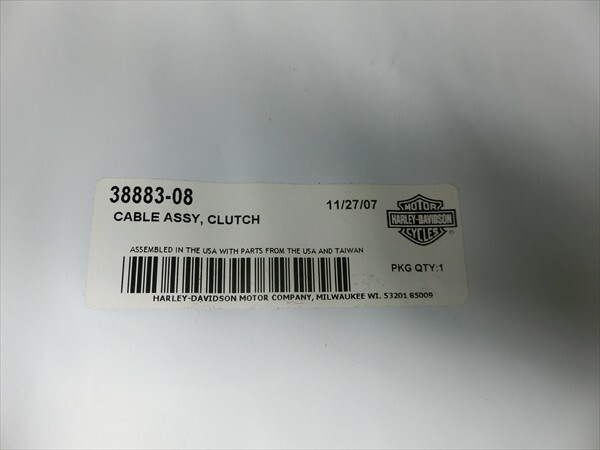 38883-08
11/27/07
CABLE ASSY, CLUTCH
MOTOR
HARLEY-DAVIDSON
CYCLES
®
ASSEMBLED IN THE USA WITH PARTS FROM THE USA AND TAIWAN
PKG QTY:1
HARLEY-DAVIDSON MOTOR COMPANY, MILWAUKEE WI. 53201 85009